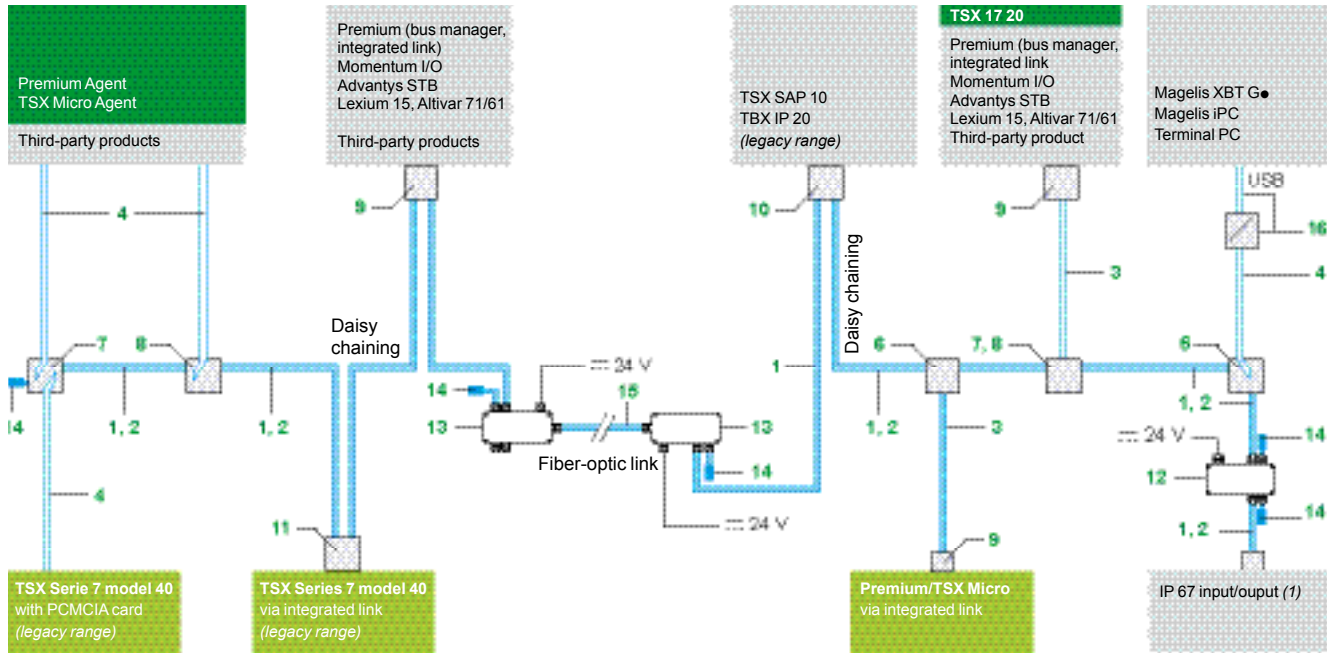 Premium Agent
TSX Micro Agent
Third-party products
Premium (bus manager,
integrated link)
Momentum I/O
Advantys STB
Lexium 15, Altivar 71/61
Third-party products
TSX SAP 10
TBX IP 20
(legacy range)
TSX 17 20
Premium (bus manager,
integrated link
Momentum I/O
Advantys STB
Lexium 15, Altivar 71/61
Third-party product
Magelis XBT G●
Magelis iPC
Terminal PC
USB
4
9
10
9
16
3
4
Daisy
chaining
Daisy chaining
7
8
6
7, 8
6
14
1, 2
1, 2
14
24 V
15
1
1, 2
1, 2
1, 2
13
13
3
Fiber-optic link
14
24 V
14
12
4
24 V
14
1, 2
11
9
TSX Serie 7 model 40
with PCMCIA card
(legacy range)
TSX Series 7 model 40
via integrated link
(legacy range)
Premium/TSX Micro
via integrated link
IP 67 input/ouput (1)